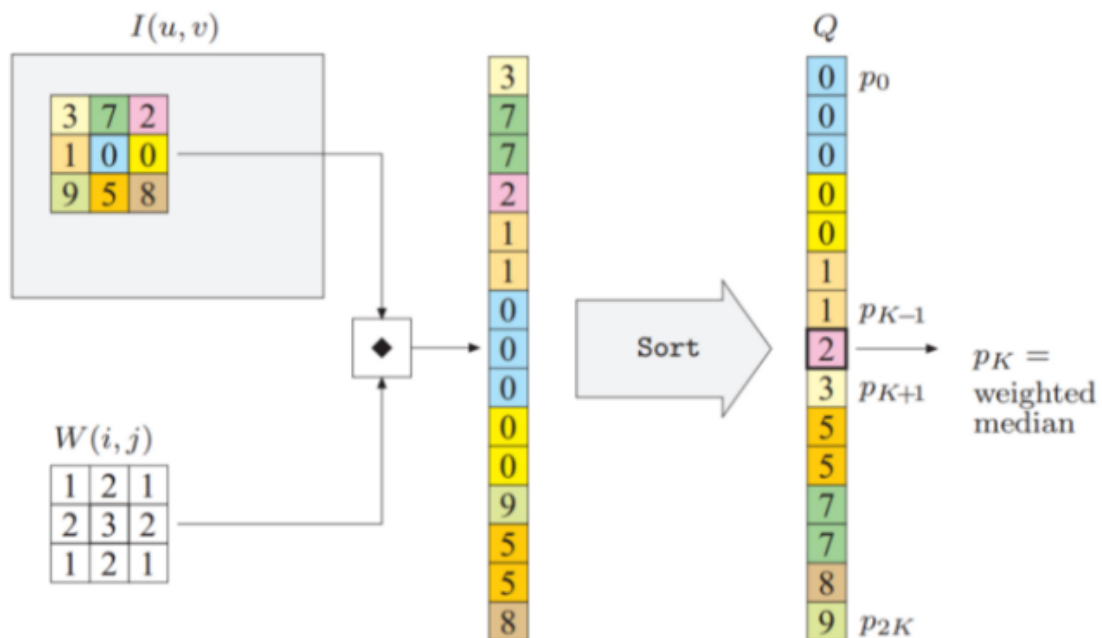 I(u, v)
3 7 2
1 0 0
9 5 8
W(i, j)
1 2 1
2 3 2
1 2 1
3
7
7
2
1
1
0
0
0
0
0
9
5
5
8
Sort
Q
0 p0
0
0
0
0
1
1 pK−1
2
3 pK+1
5
5
7
7
8
9 p2K
pK =
weighted
median